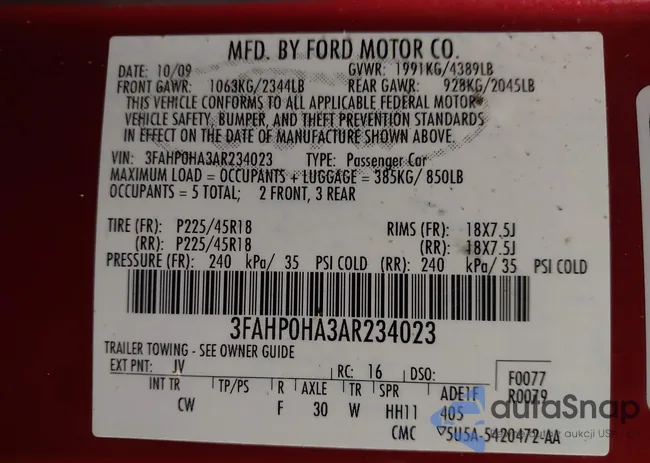 MFD. BY FORD MOTOR CO.
DATE: 10/09 GVWR: 1991KG/4389LB
FRONT GAWR: 1063KG/2344LB REAR GAWR: 928KG/2045LB
THIS VEHICLE CONFORMS TO ALL APPLICABLE FEDERAL MOTOR
VEHICLE SAFETY, BUMPER, AND THEFT PREVENTION STANDARDS
IN EFFECT ON THE DATE OF MANUFACTURE SHOWN ABOVE.
VIN: 3FAHP0HA3AR234023 TYPE: Passenger Car
MAXIMUM LOAD = OCCUPANTS + LUGGAGE = 385KG/ 850LB
OCCUPANTS = 5 TOTAL; 2 FRONT, 3 REAR
TIRE (FR): P225/45R18 RIMS (FR): 18X7.5J
(RR): P225/45R18 (RR): 18X7.5J
PRESSURE (FR): 240 kPa/ 35 PSI COLD (RR): 240 kPa/ 35 PSI COLD
3FAHP0HA3AR234023
TRAILER TOWING - SEE OWNER GUIDE
EXT PNT: JV RC: 16 DSO: F0077
INT TR TP/PS R AXLE TR SPR ADE1F R0079
CW F 30 W HH11 405
CMC ▽5U5A-5420472-AA
autoSnap
aukcji USA